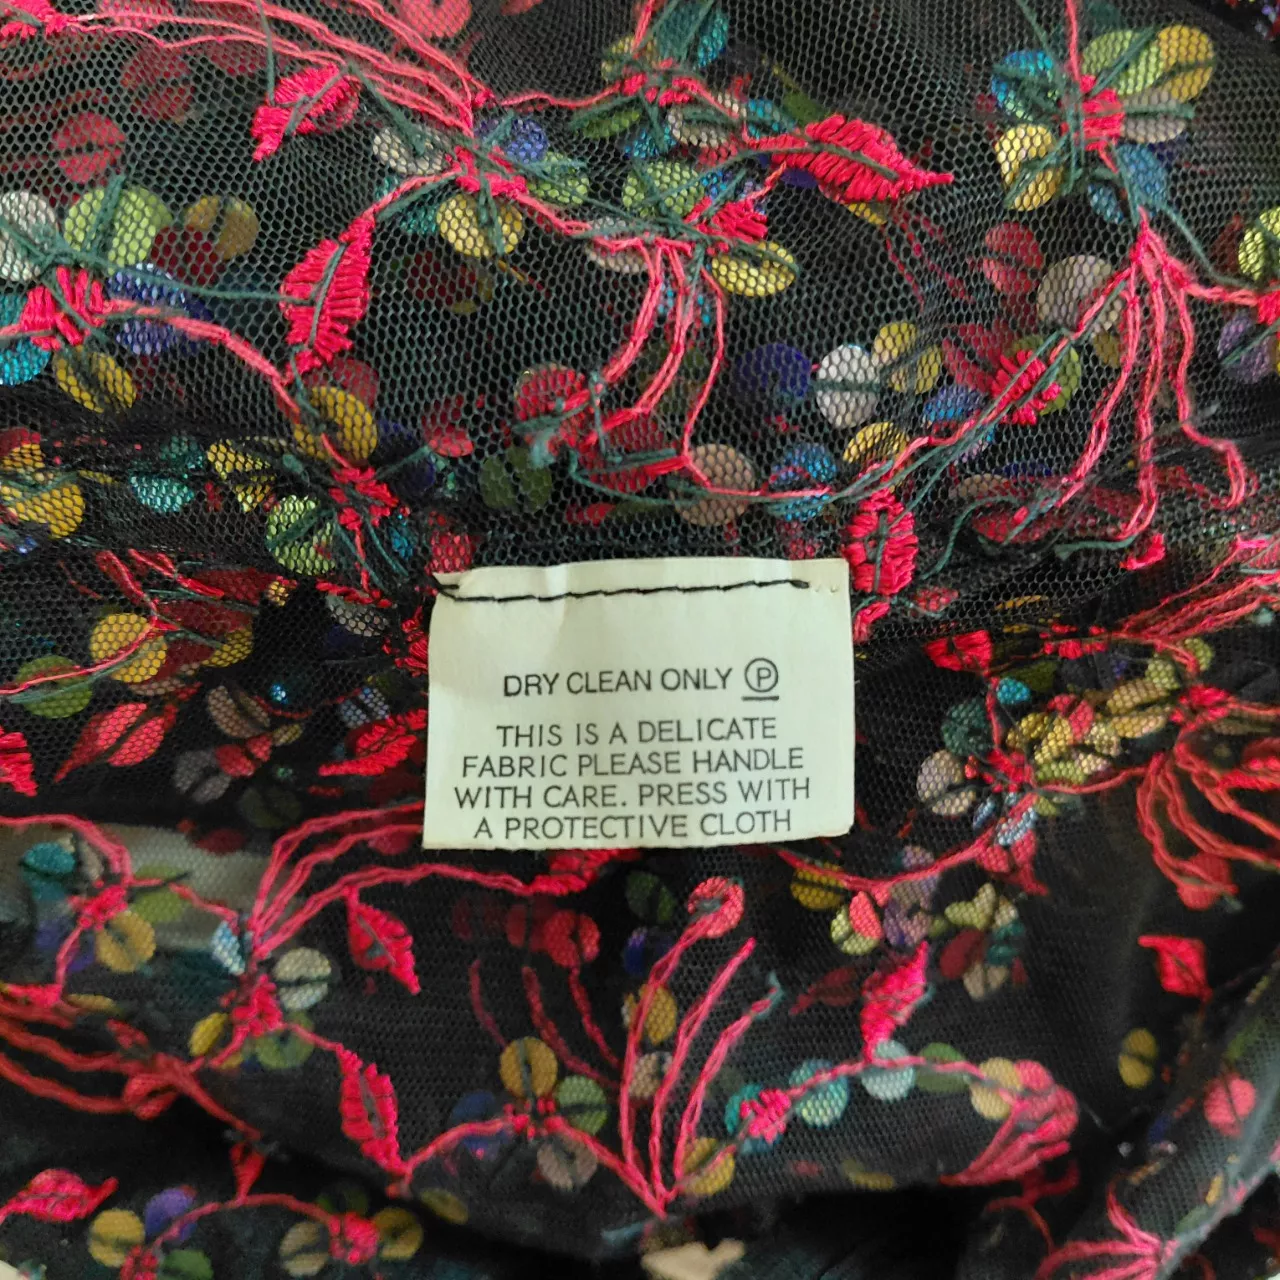 DRY CLEAN ONLY Ⓟ
THIS IS A DELICATE
FABRIC PLEASE HANDLE
WITH CARE. PRESS WITH
A PROTECTIVE CLOTH